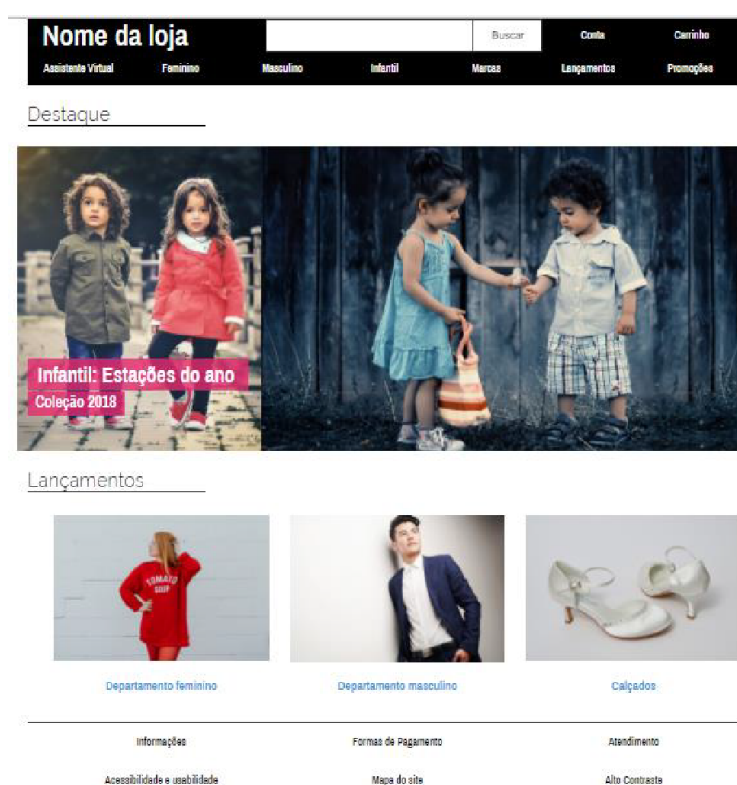 Nome da loja Buscar Conta Carrinho
Assistente Virtual Feminino Masculino Infantil Marcas Lançamentos Promoções
Destaque
Infantil: Estações do ano
Coleção 2018
Lançamentos
TOMATO
SOUP
Departamento feminino Departamento masculino Calçados
Informações Formas de Pagamento Atendimento
Acessibilidade e usabilidade Mapa do site Alto Contraste